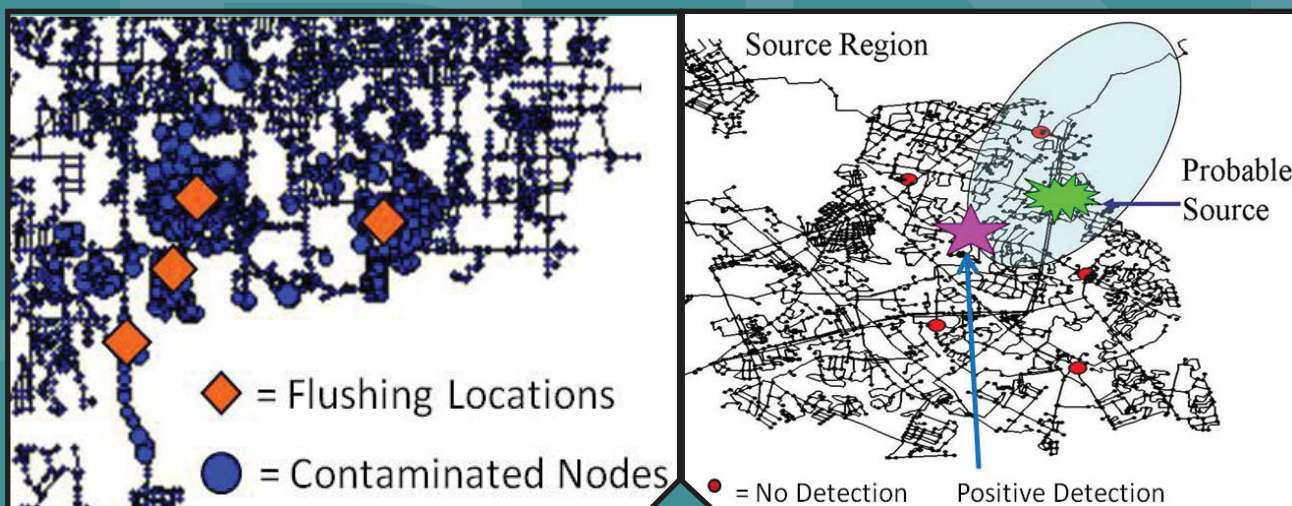 = Flushing Locations
= Contaminated Nodes
Source Region
Probable
Source
= No Detection
Positive Detection